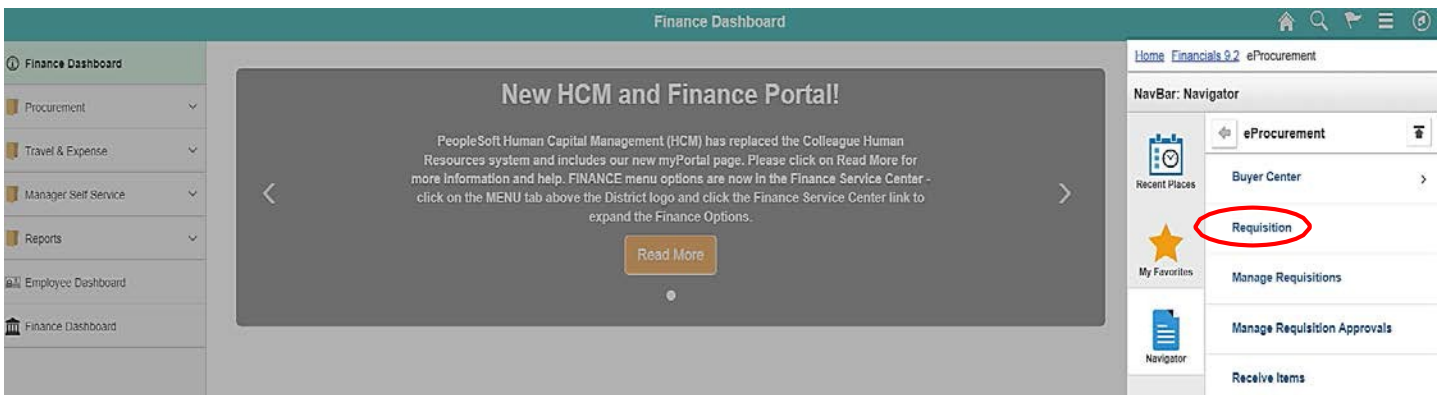 Finance Dashboard
Finance Dashboard
Procurement
Travel & Expense
Manager Self Service
Reports
Employee Dashboard
Finance Dashboard
New HCM and Finance Portal!
PeopleSoft Human Capital Management (HCM) has replaced the Colleague Human
Resources system and includes our new myPortal page. Please click on Read More for
more information and help. FINANCE menu options are now in the Finance Service Center -
click on the MENU tab above the District logo and click the Finance Service Center link to
expand the Finance Options.
Read More
Home Financials 9.2 eProcurement
NavBar: Navigator
Recent Places
My Favorites
Navigator
eProcurement
Buyer Center
Requisition
Manage Requisitions
Manage Requisition Approvals
Receive Items